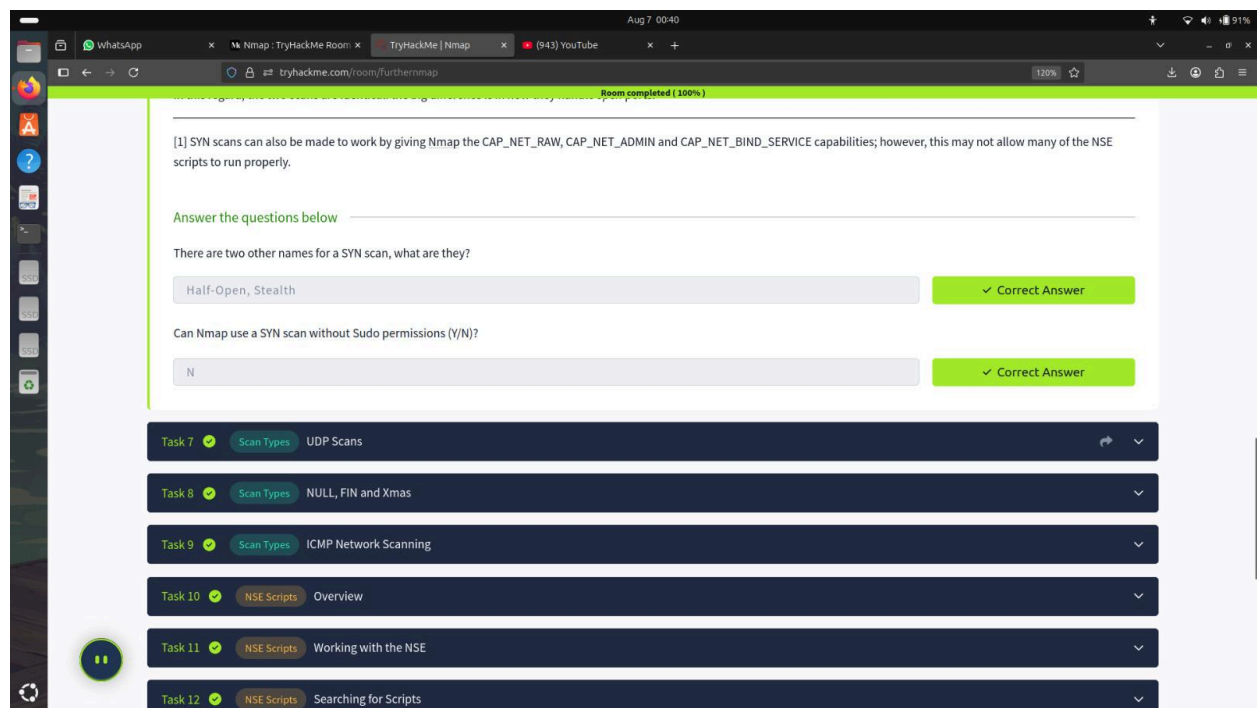 Aug 7 00:40
91%
WhatsApp
Nmap : TryHackMe Room
TryHackMe | Nmap
(943) YouTube
tryhackme.com/room/furthernmap
120%
Room completed ( 100% )
[1] SYN scans can also be made to work by giving Nmap the CAP_NET_RAW, CAP_NET_ADMIN and CAP_NET_BIND_SERVICE capabilities; however, this may not allow many of the NSE
scripts to run properly.
Answer the questions below
There are two other names for a SYN scan, what are they?
Half-Open, Stealth
✓ Correct Answer
Can Nmap use a SYN scan without Sudo permissions (Y/N)?
N
✓ Correct Answer
Task 7 Scan Types UDP Scans
Task 8 Scan Types NULL, FIN and Xmas
Task 9 Scan Types ICMP Network Scanning
Task 10 NSE Scripts Overview
Task 11 NSE Scripts Working with the NSE
Task 12 NSE Scripts Searching for Scripts
SSD
SSD
SSD